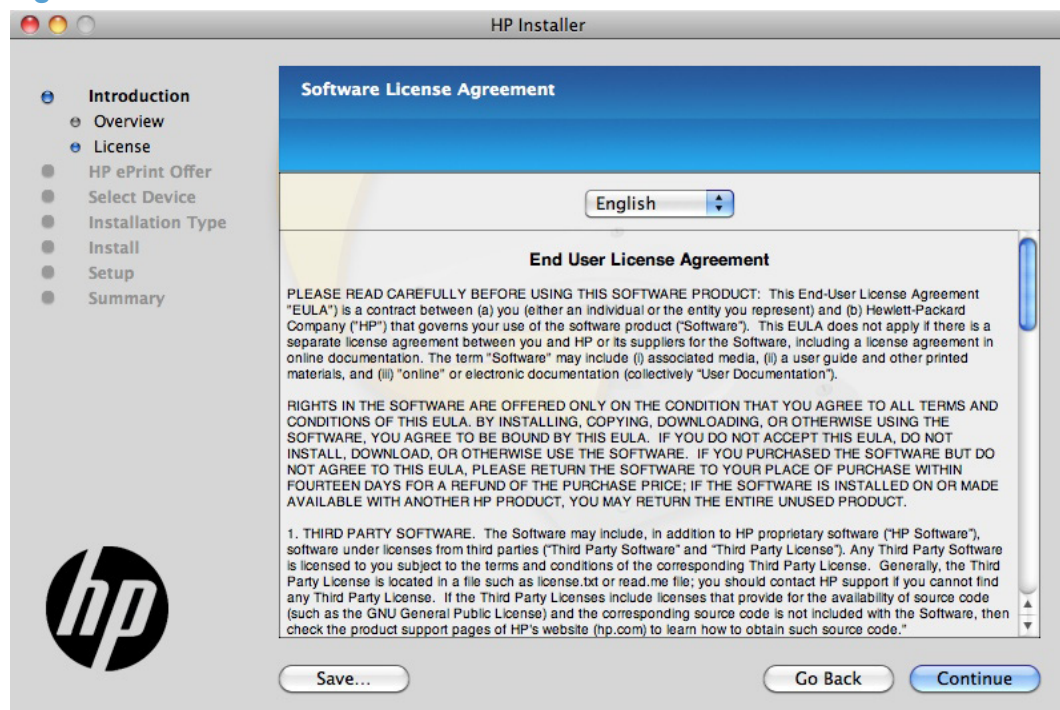 HP Installer
Introduction
Overview
License
HP ePrint Offer
Select Device
Installation Type
Install
Setup
Summary
Software License Agreement
English
End User License Agreement
PLEASE READ CAREFULLY BEFORE USING THIS SOFTWARE PRODUCT: This End-User License Agreement
"EULA") is a contract between (a) you (either an individual or the entity you represent) and (b) Hewlett-Packard
Company ("HP") that governs your use of the software product ("Software"). This EULA does not apply if there is a
separate license agreement between you and HP or its suppliers for the Software, including a license agreement in
online documentation. The term "Software" may include (i) associated media, (ii) a user guide and other printed
materials, and (iii) "online" or electronic documentation (collectively "User Documentation").
RIGHTS IN THE SOFTWARE ARE OFFERED ONLY ON THE CONDITION THAT YOU AGREE TO ALL TERMS AND
CONDITIONS OF THIS EULA. BY INSTALLING, COPYING, DOWNLOADING, OR OTHERWISE USING THE
SOFTWARE, YOU AGREE TO BE BOUND BY THIS EULA. IF YOU DO NOT ACCEPT THIS EULA, DO NOT
INSTALL, DOWNLOAD, OR OTHERWISE USE THE SOFTWARE. IF YOU PURCHASED THE SOFTWARE BUT DO
NOT AGREE TO THIS EULA, PLEASE RETURN THE SOFTWARE TO YOUR PLACE OF PURCHASE WITHIN
FOURTEEN DAYS FOR A REFUND OF THE PURCHASE PRICE; IF THE SOFTWARE IS INSTALLED ON OR MADE
AVAILABLE WITH ANOTHER HP PRODUCT, YOU MAY RETURN THE ENTIRE UNUSED PRODUCT.
1. THIRD PARTY SOFTWARE. The Software may include, in addition to HP proprietary software ("HP Software"),
software under licenses from third parties ("Third Party Software" and "Third Party License"). Any Third Party Software
is licensed to you subject to the terms and conditions of the corresponding Third Party License. Generally, the Third
Party License is located in a file such as license.txt or read.me file; you should contact HP support if you cannot find
any Third Party License. If the Third Party Licenses include licenses that provide for the availability of source code
(such as the GNU General Public License) and the corresponding source code is not included with the Software, then
check the product support pages of HP's website (hp.com) to learn how to obtain such source code."
hp
Save...
Go Back
Continue